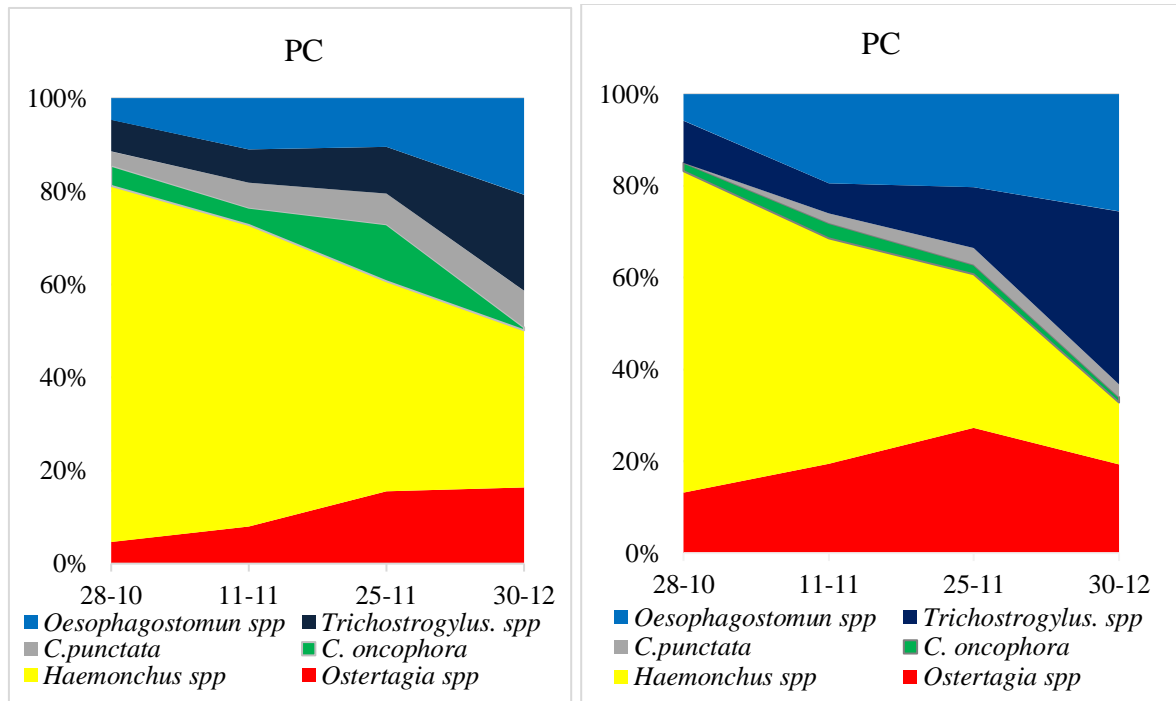 PC
100%
80%
60%
40%
20%
0%
28-10 11-11 25-11 30-12
Oesophagostomun spp Trichostrogylus. spp
C.punctata C. oncophora
Haemonchus spp Ostertagia spp
PC
100%
80%
60%
40%
20%
0%
28-10 11-11 25-11 30-12
Oesophagostomun spp Trichostrogylus. spp
C.punctata C. oncophora
Haemonchus spp Ostertagia spp